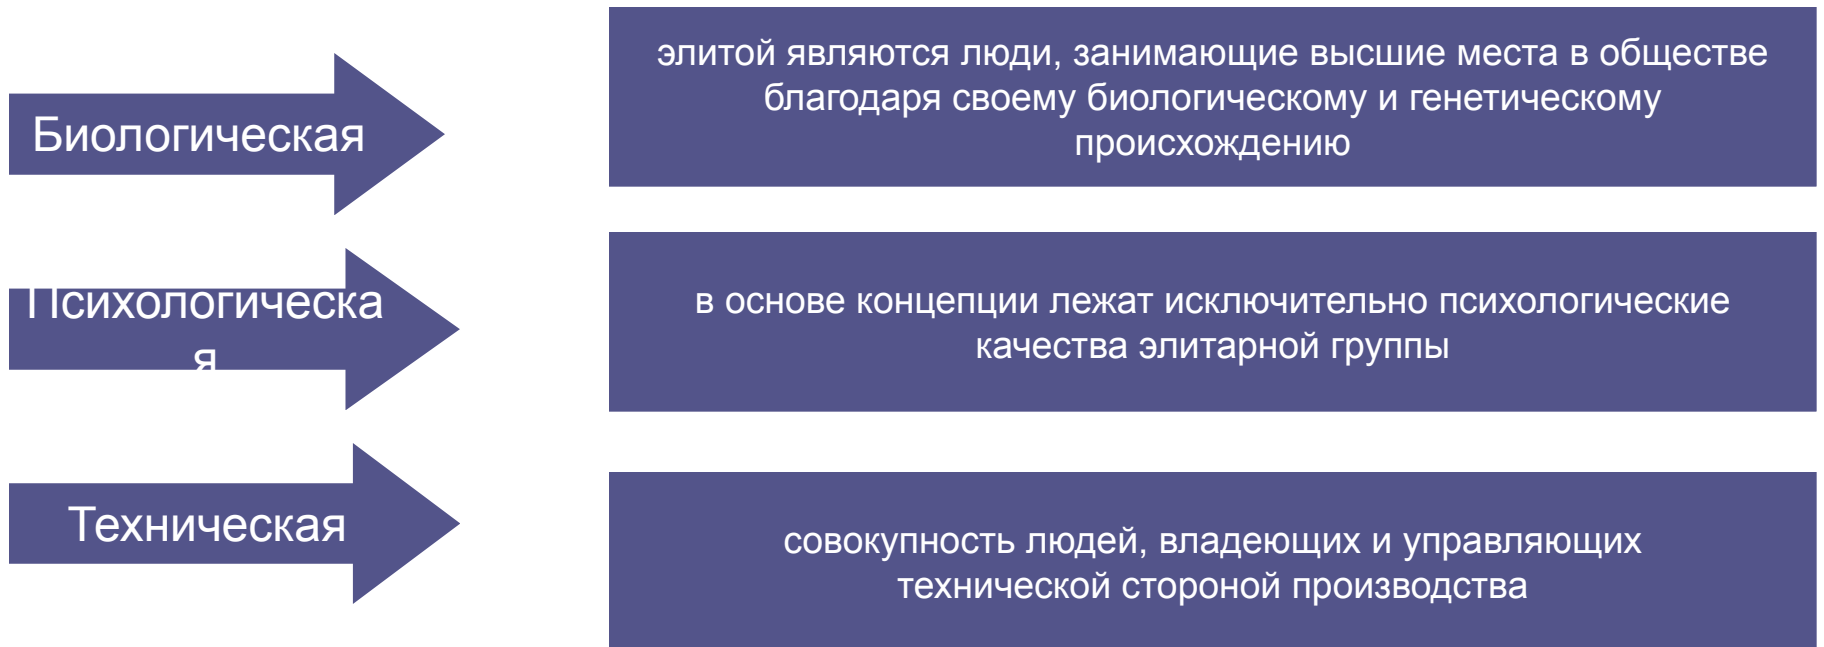 Биологическая
элитой являются люди, занимающие высшие места в обществе
благодаря своему биологическому и генетическому
происхождению
Психологическа
я
в основе концепции лежат исключительно психологические
качества элитарной группы
Техническая
совокупность людей, владеющих и управляющих
технической стороной производства